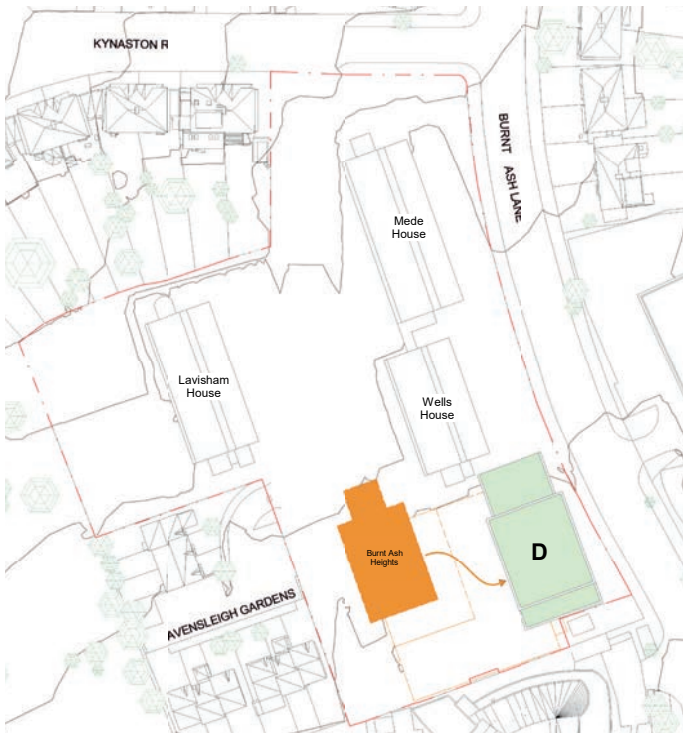 KYNASTON R
BURNT ASH LANE
Mede
House
Lavisham
House
Wells
House
Burnt Ash
Heights
D
AVENSLEIGH GARDENS